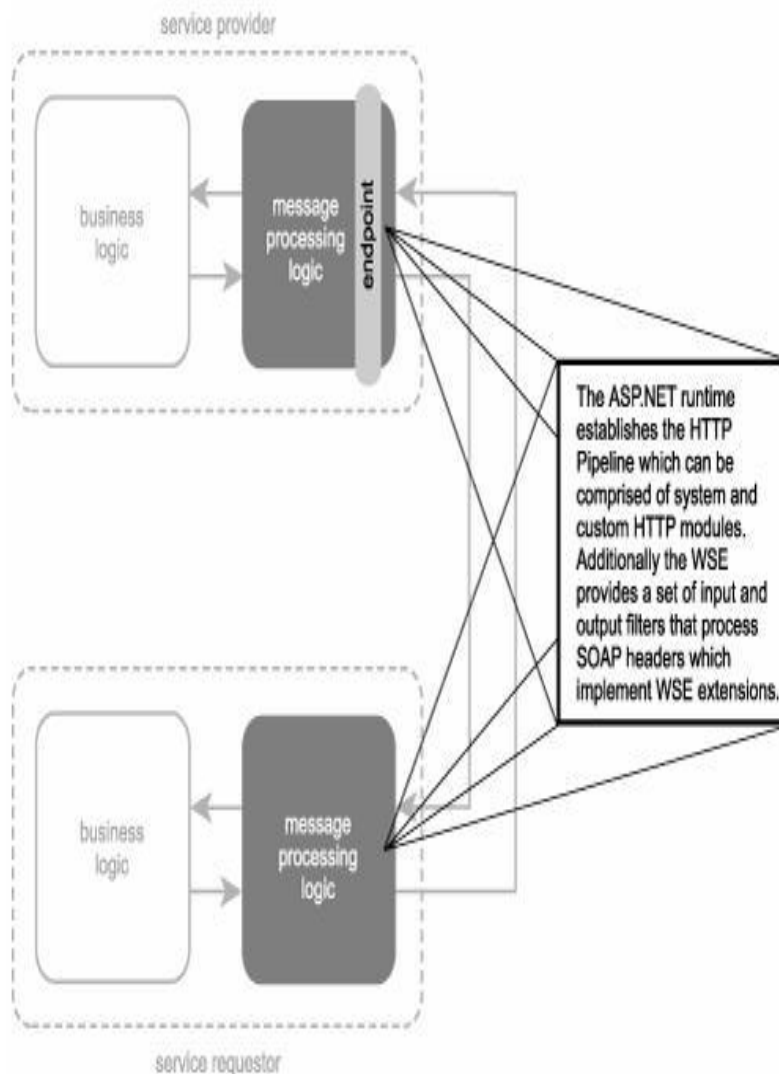 service provider
business
logic
message
processing
logic
endpoint
The ASP.NET runtime
establishes the HTTP
Pipeline which can be
comprised of system and
custom HTTP modules.
Additionally the WSE
provides a set of input and
output filters that process
SOAP headers which
implement WSE extensions.
business
logic
message
processing
logic
service requestor